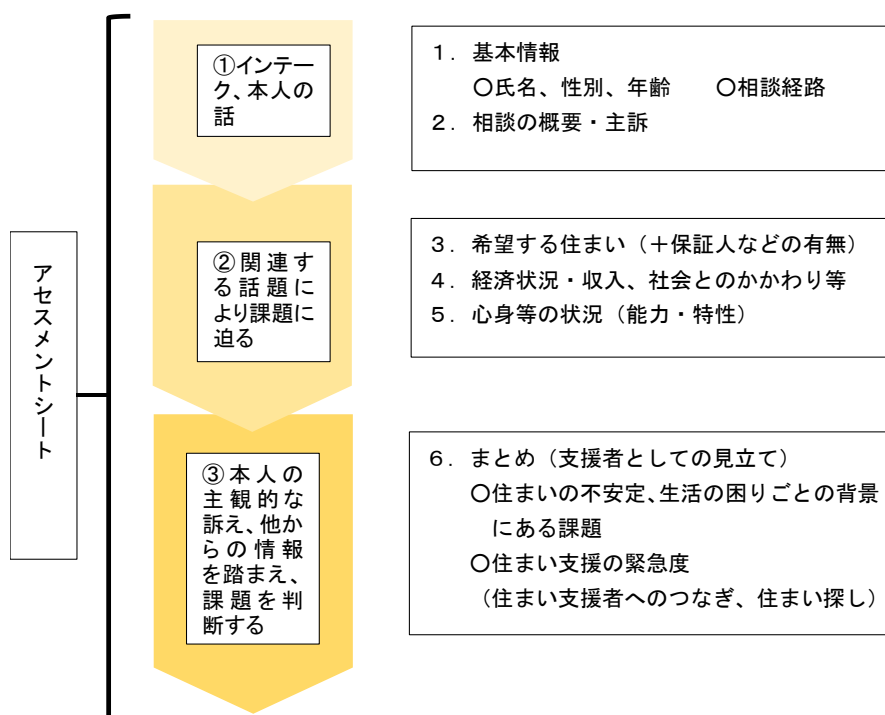 アセスメントシート
①インテー
ク、本人の
話
1．基本情報
○氏名、性別、年齢　　○相談経路
2．相談の概要・主訴
②関連す
る話題に
より課題に
迫る
3．希望する住まい（＋保証人などの有無）
4．経済状況・収入、社会とのかかわり等
5．心身等の状況（能力・特性）
③本人の
主観的な
訴え、他か
らの情報
を踏まえ、
課題を判
断する
6．まとめ（支援者としての見立て）
○住まいの不安定、生活の困りごとの背景
にある課題
○住まい支援の緊急度
（住まい支援者へのつなぎ、住まい探し）